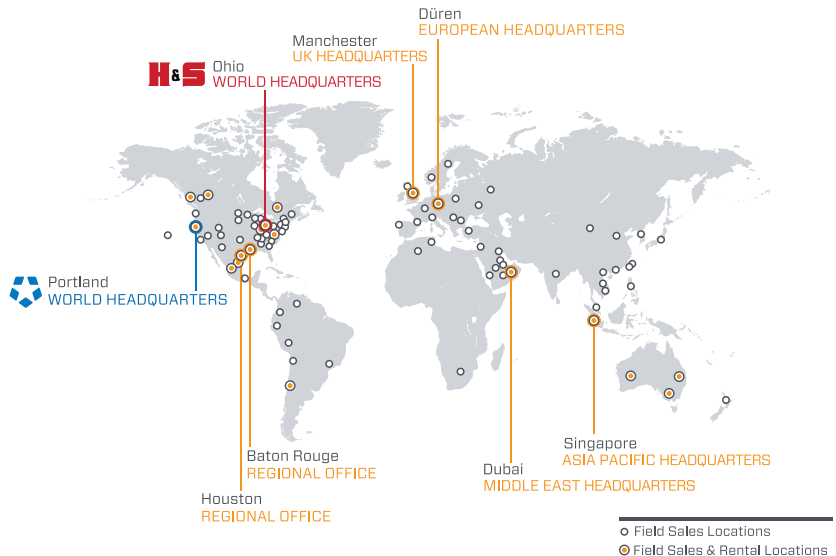 Düren
EUROPEAN HEADQUARTERS
Manchester
UK HEADQUARTERS
H&S
Ohio
WORLD HEADQUARTERS
Portland
WORLD HEADQUARTERS
Baton Rouge
REGIONAL OFFICE
Houston
REGIONAL OFFICE
Singapore
ASIA PACIFIC HEADQUARTERS
Dubai
MIDDLE EAST HEADQUARTERS
Field Sales Locations
Field Sales & Rental Locations